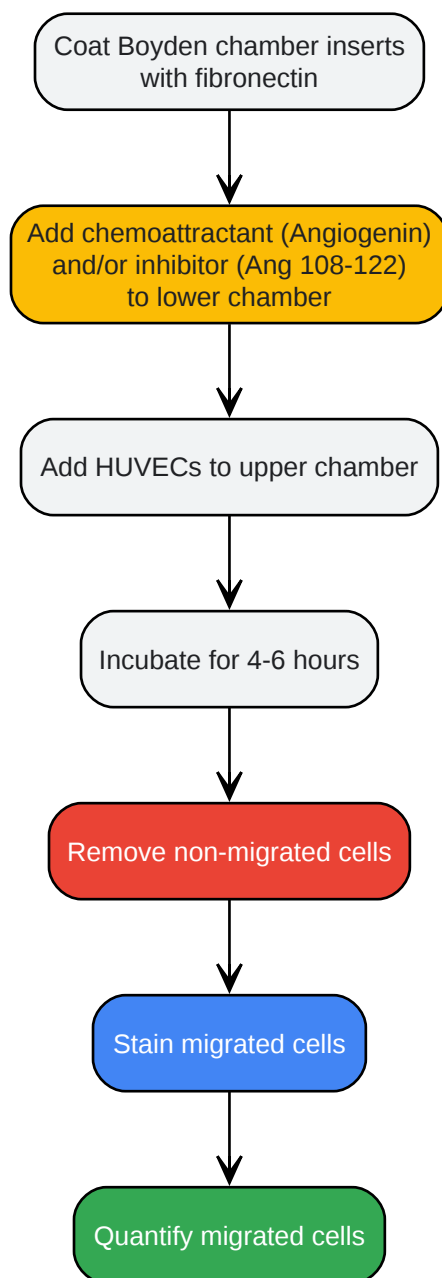 Coat Boyden chamber inserts
with fibronectin
Add chemoattractant (Angiogenin)
and/or inhibitor (Ang 108-122)
to lower chamber
Add HUVECs to upper chamber
Incubate for 4-6 hours
Remove non-migrated cells
Stain migrated cells
Quantify migrated cells